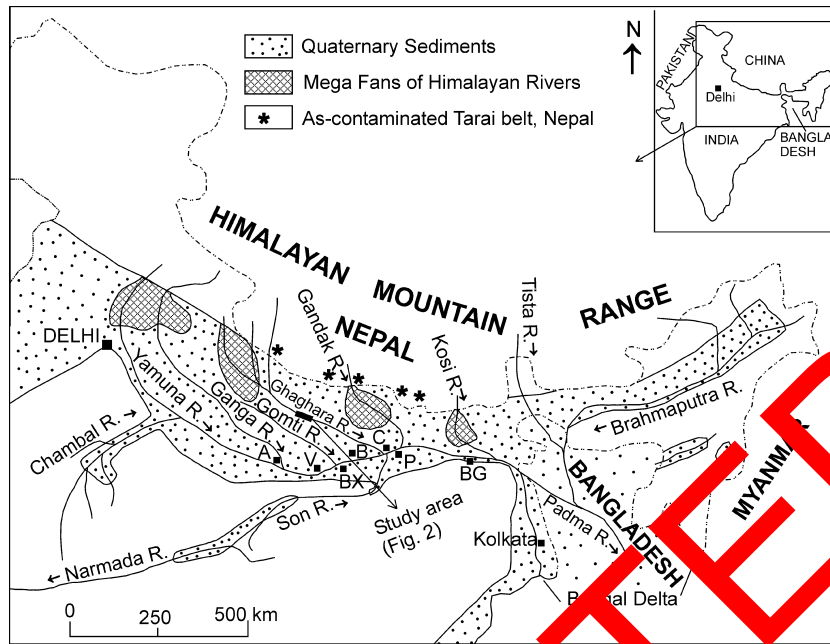 Quaternary Sediments
Mega Fans of Himalayan Rivers
As-contaminated Tarai belt, Nepal
N
PAKISTAN
CHINA
Delhi
INDIA
BANGLA
DESH
HIMALAYAN MOUNTAIN RANGE
NEPAL
DELHI
Yamuna R
Ganga R
Gomti R
Ghaghara R
Gandak R
Kosi R
Tista R
Brahmaputra R.
Chambal R.
A
V
BX
B
C
P
BG
Son R.
Narmada R.
Study area
(Fig. 2)
Kolkata
Padma R
BANGLADESH
MYANMAR
Delta
0 250 500 km
TED